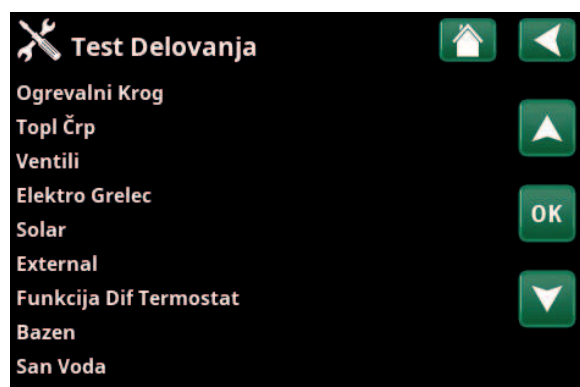 Test Delovanja
Ogrevalni Krog
Topl Črp
Ventili
Elektro Grelec
OK
Solar
External
Funkcija Dif Termostat
Bazen
San Voda